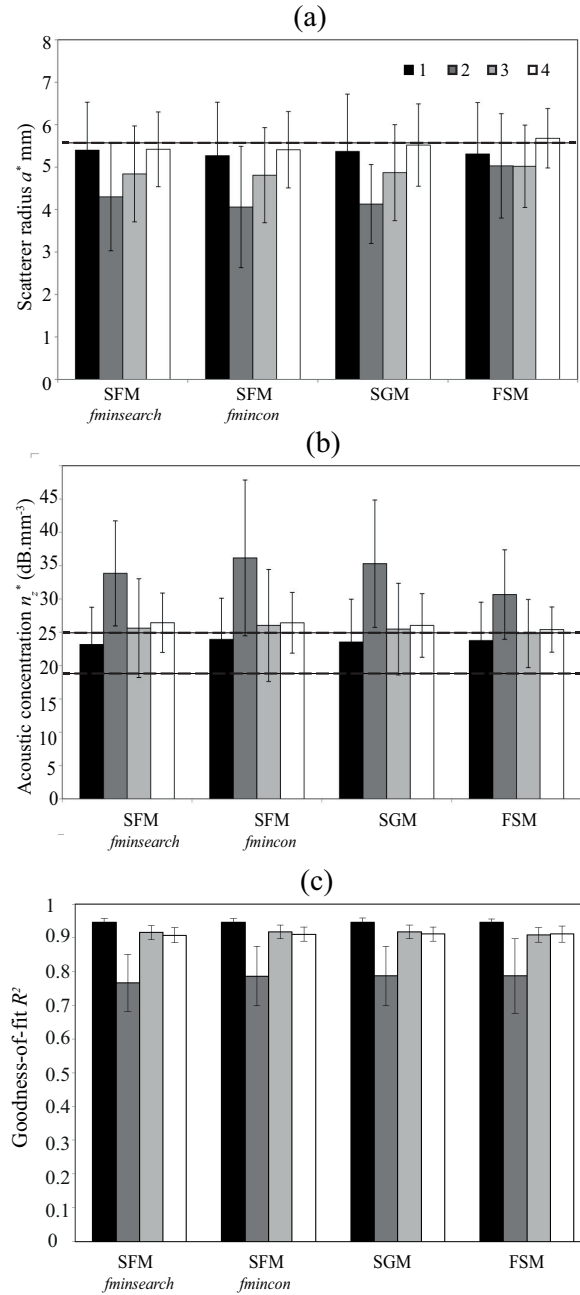 (a)
Scatterer radius a* mm
8
7
6
5
4
3
2
1
0
1 2 3 4
SFM SFM SGM FSM
fminsearch fmincon
(b)
Acoustic concentration n_z* (dB.mm⁻³)
45
40
35
30
25
20
15
10
5
0
SFM SFM SGM FSM
fminsearch fmincon
(c)
Goodness-of-fit R²
1
0.9
0.8
0.7
0.6
0.5
0.4
0.3
0.2
0.1
0
SFM SFM SGM FSM
fminsearch fmincon